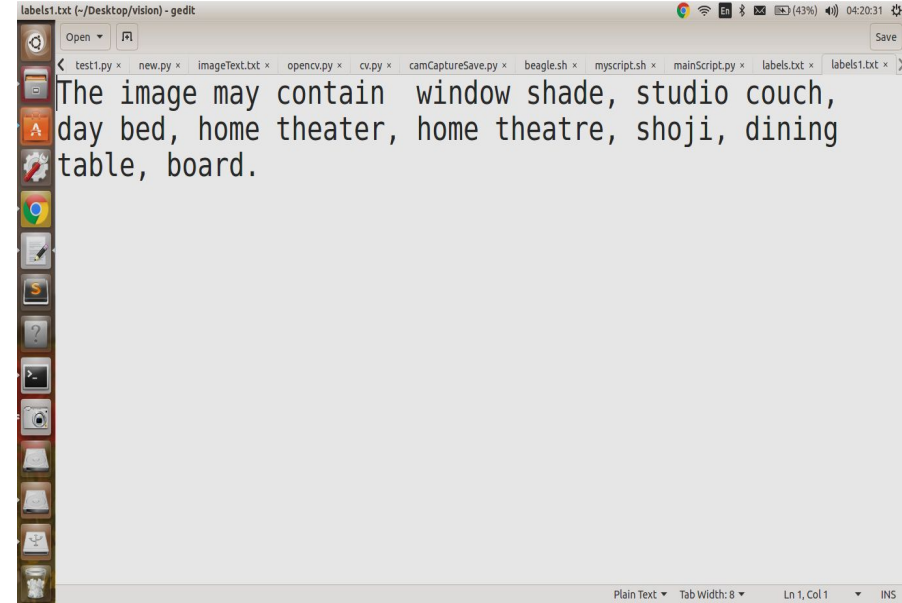 labels1.txt (~/Desktop/vision) - gedit
En (43%) 04:20:31
Open Save
test1.py × new.py × imageText.txt × opencv.py × cv.py × camCaptureSave.py × beagle.sh × myscript.sh × mainScript.py × labels.txt × labels1.txt ×
The image may contain  window shade, studio couch,
day bed, home theater, home theatre, shoji, dining
table, board.
Plain Text Tab Width: 8 Ln 1, Col 1 INS